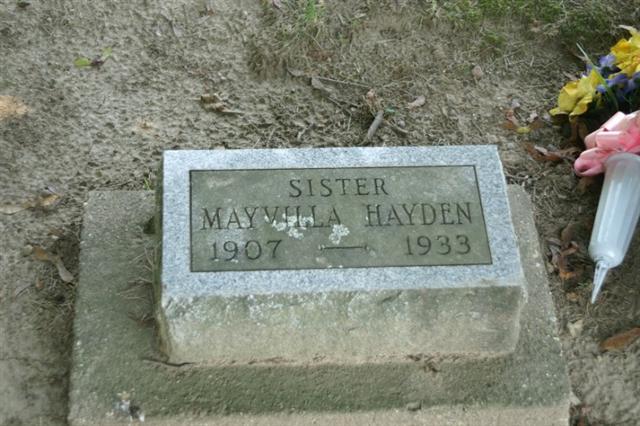 SISTER
MAYVILLA HAYDEN
1907 — 1933